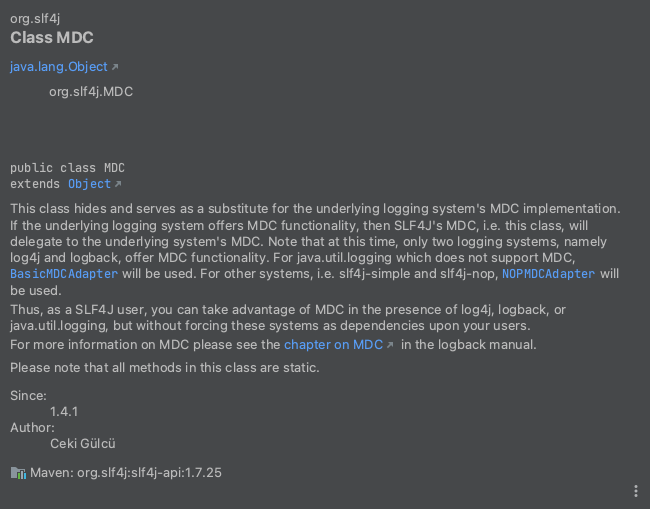 org.slf4j
Class MDC
java.lang.Object
org.slf4j.MDC
public class MDC
extends Object
This class hides and serves as a substitute for the underlying logging system's MDC implementation.
If the underlying logging system offers MDC functionality, then SLF4J's MDC, i.e. this class, will
delegate to the underlying system's MDC. Note that at this time, only two logging systems, namely
log4j and logback, offer MDC functionality. For java.util.logging which does not support MDC,
BasicMDCAdapter will be used. For other systems, i.e. slf4j-simple and slf4j-nop, NOPMDCAdapter will
be used.
Thus, as a SLF4J user, you can take advantage of MDC in the presence of log4j, logback, or
java.util.logging, but without forcing these systems as dependencies upon your users.
For more information on MDC please see the chapter on MDC in the logback manual.
Please note that all methods in this class are static.
Since:
1.4.1
Author:
Ceki Gülcü
Maven: org.slf4j:slf4j-api:1.7.25